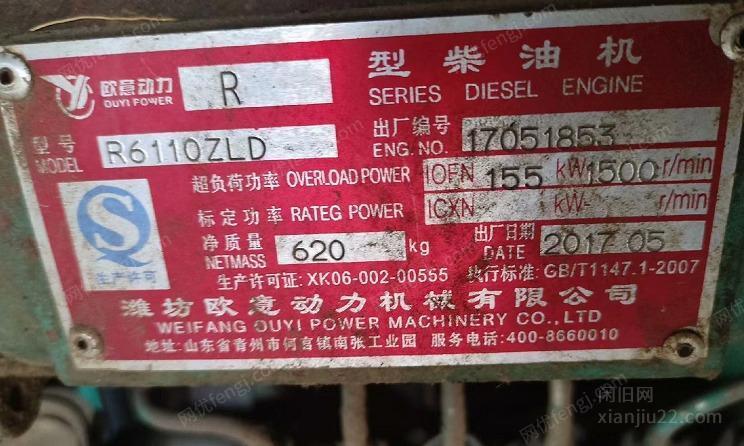 欧意动力 R 型柴油机
OUYI POWER SERIES DIESEL ENGINE
型号 R6110ZLD 出厂编号 17051853
MODEL ENG.NO.
超负荷功率 OVERLOAD POWER IOFN 155 kW 1500 r/min
标定功率 RATEG POWER ICXN kW- r/min
净质量 620 kg 出厂日期 2017 05
NETMASS DATE
生产许可
生产许可证: XK06-002-00555 执行标准: GB/T1147.1-2007
潍坊欧意动力机械有限公司
WEIFANG OUYI POWER MACHINERY CO.,LTD
地址: 山东省青州市何官镇南张工业园 服务电话: 400-8660010
闲旧网
xianjiu22.com